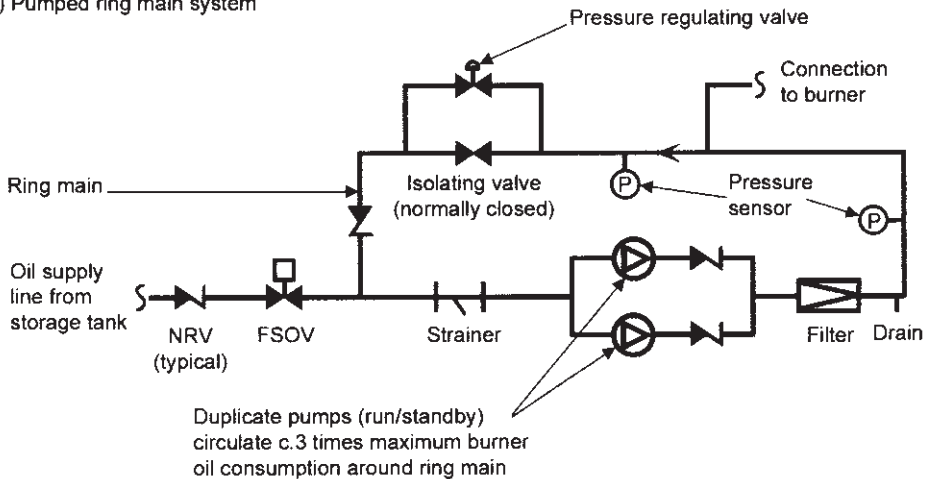 ) Pumped ring main system
Pressure regulating valve
Connection
to burner
Ring main
Isolating valve
(normally closed)
Pressure
sensor
P
P
Oil supply
line from
storage tank
NRV
(typical)
FSOV
Strainer
Filter
Drain
Duplicate pumps (run/standby)
circulate c.3 times maximum burner
oil consumption around ring main